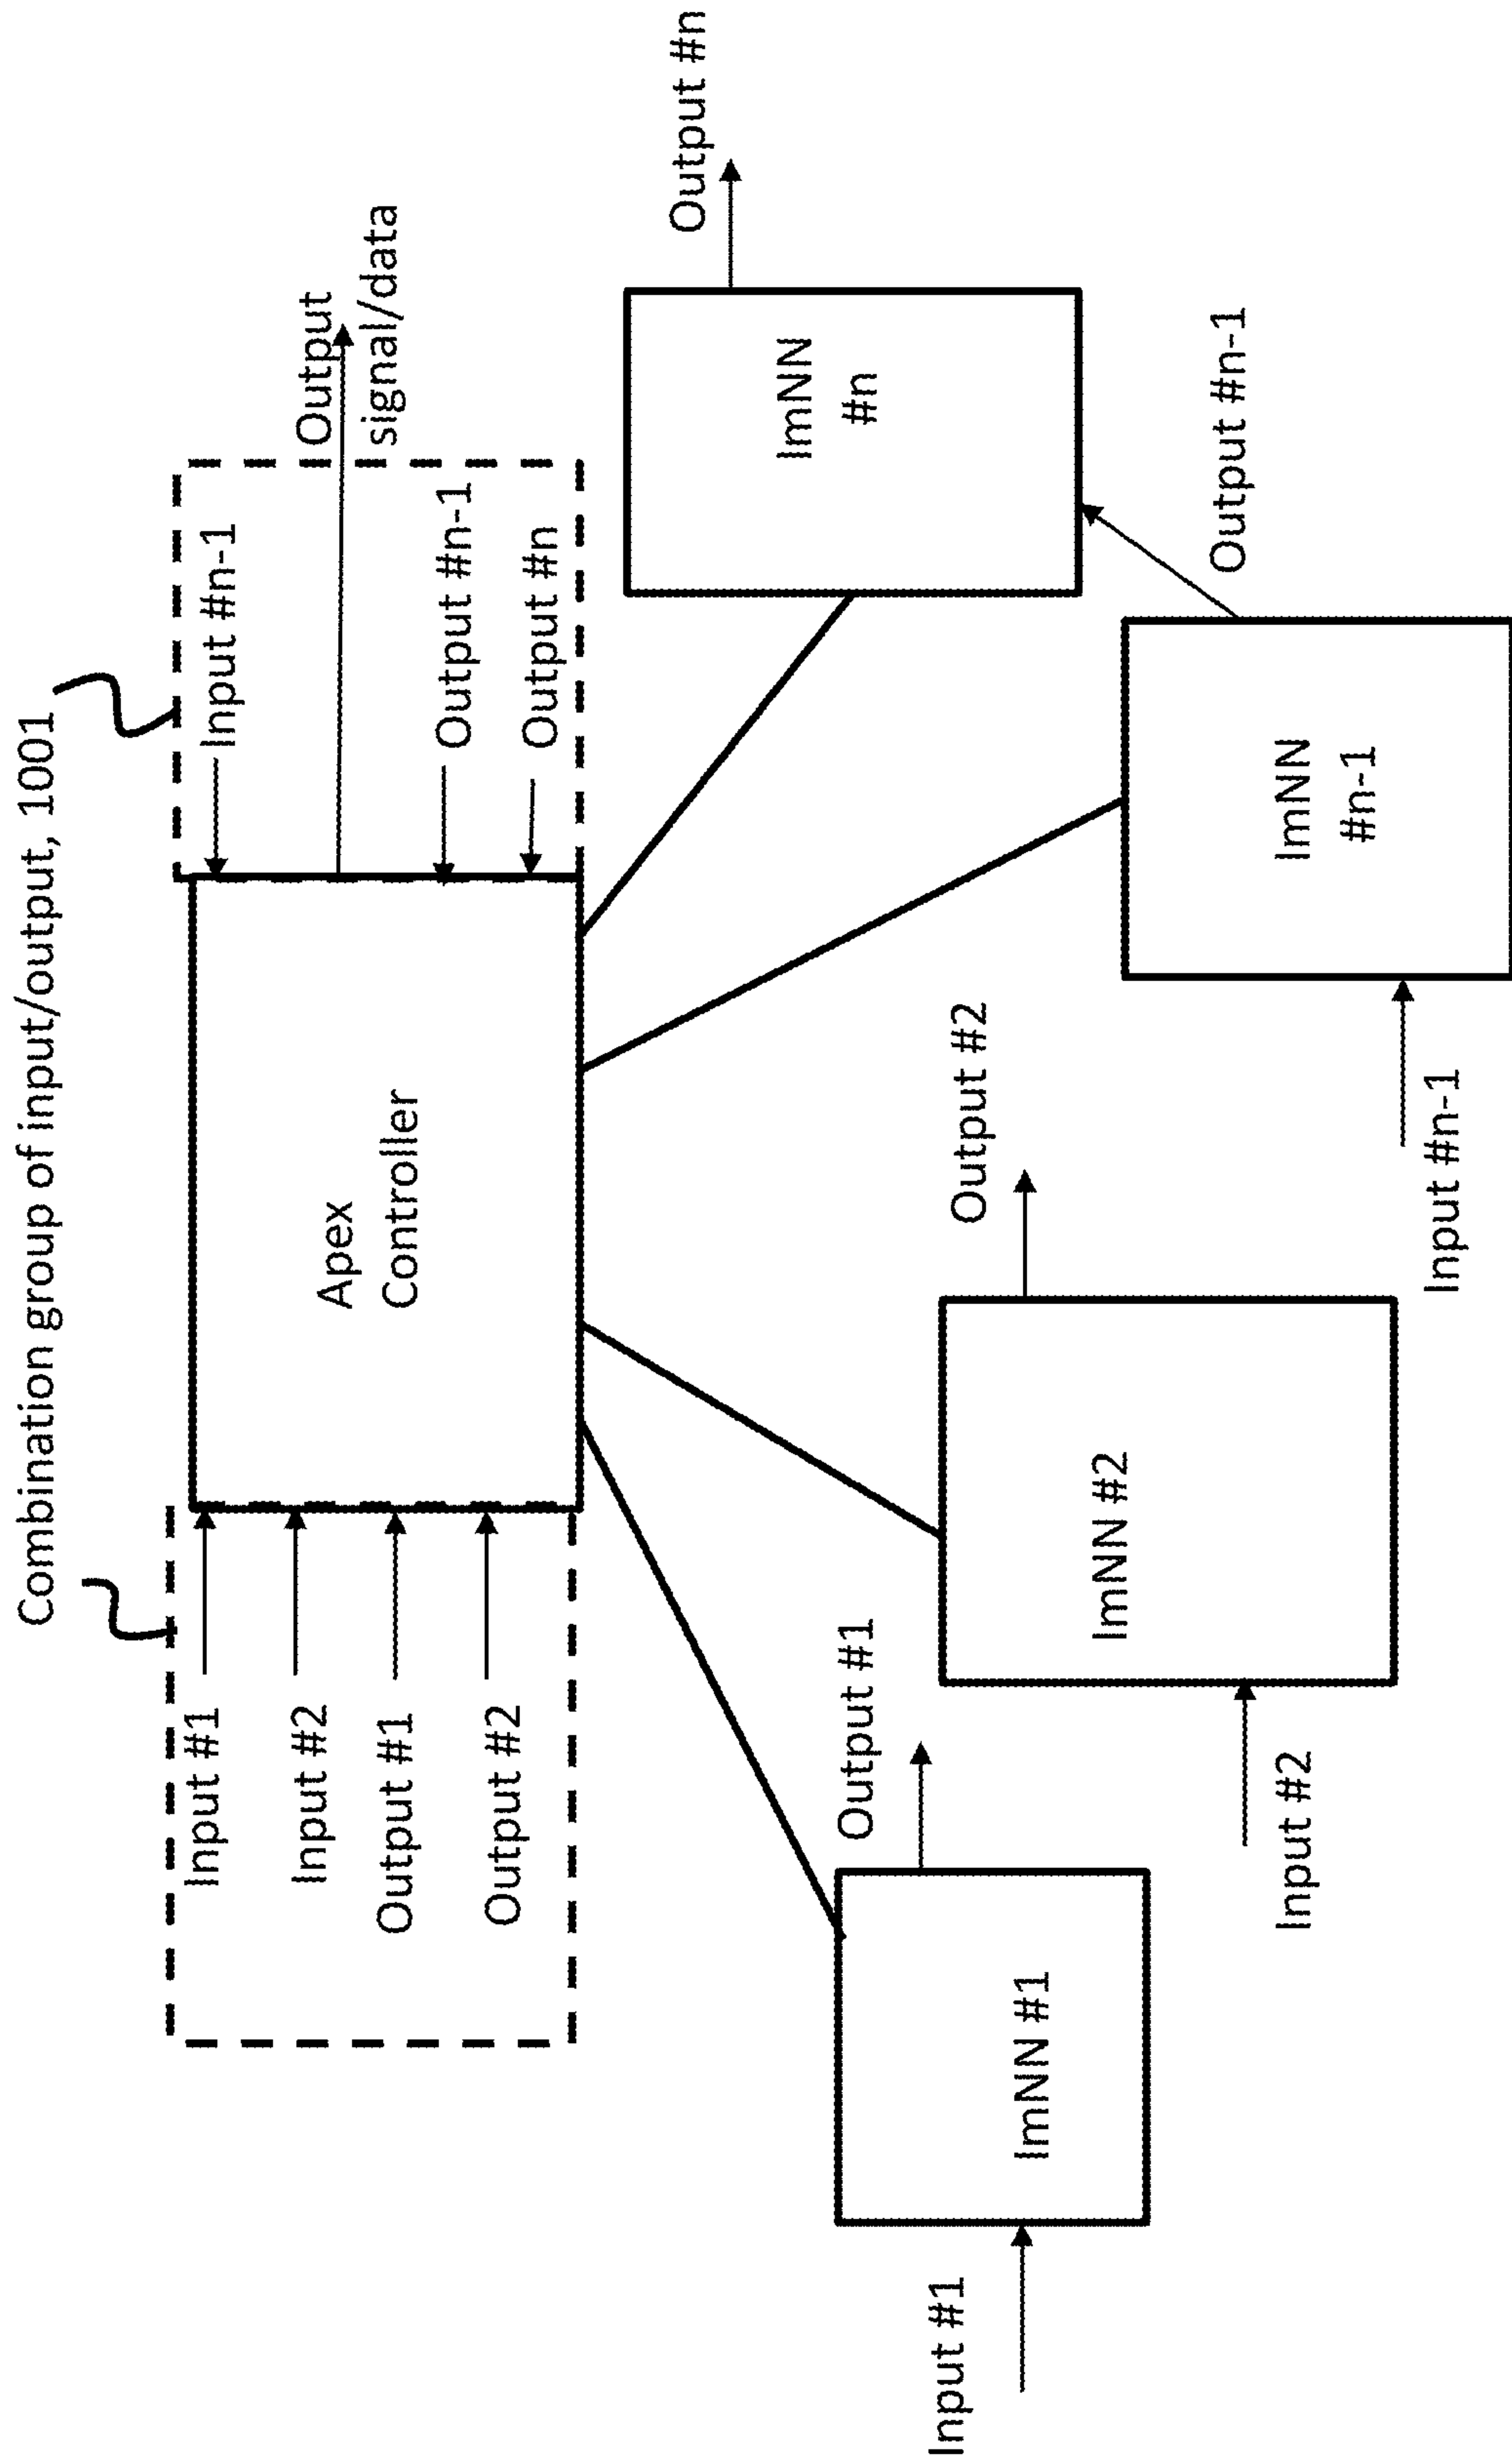 Combination group of input/output, 1001
Input #1
Input #2
Output #1
Output #2
Apex
Controller
Input #n-1
Output
signal/data
Output #n-1
Output #n
Input #1
ImNN #1
Output #1
Input #2
ImNN #2
Output #2
Input #n-1
ImNN
#n-1
Output #n-1
ImNN
#n
Output #n